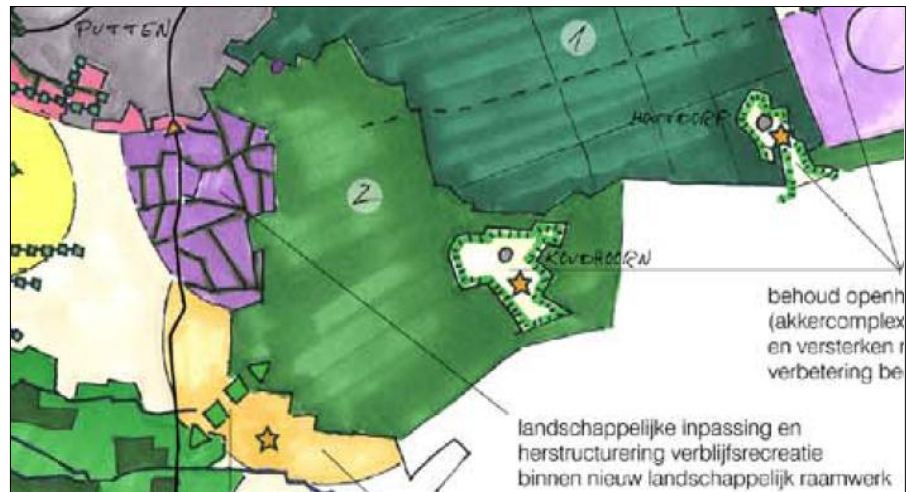 PUTTEN
1
2
KOUDHOORN
behoud openh
(akkercomplex
en versterken
verbetering be
landschappelijke inpassing en
herstructurering verblijfsrecreatie
binnen nieuw landschappelijk raamwerk